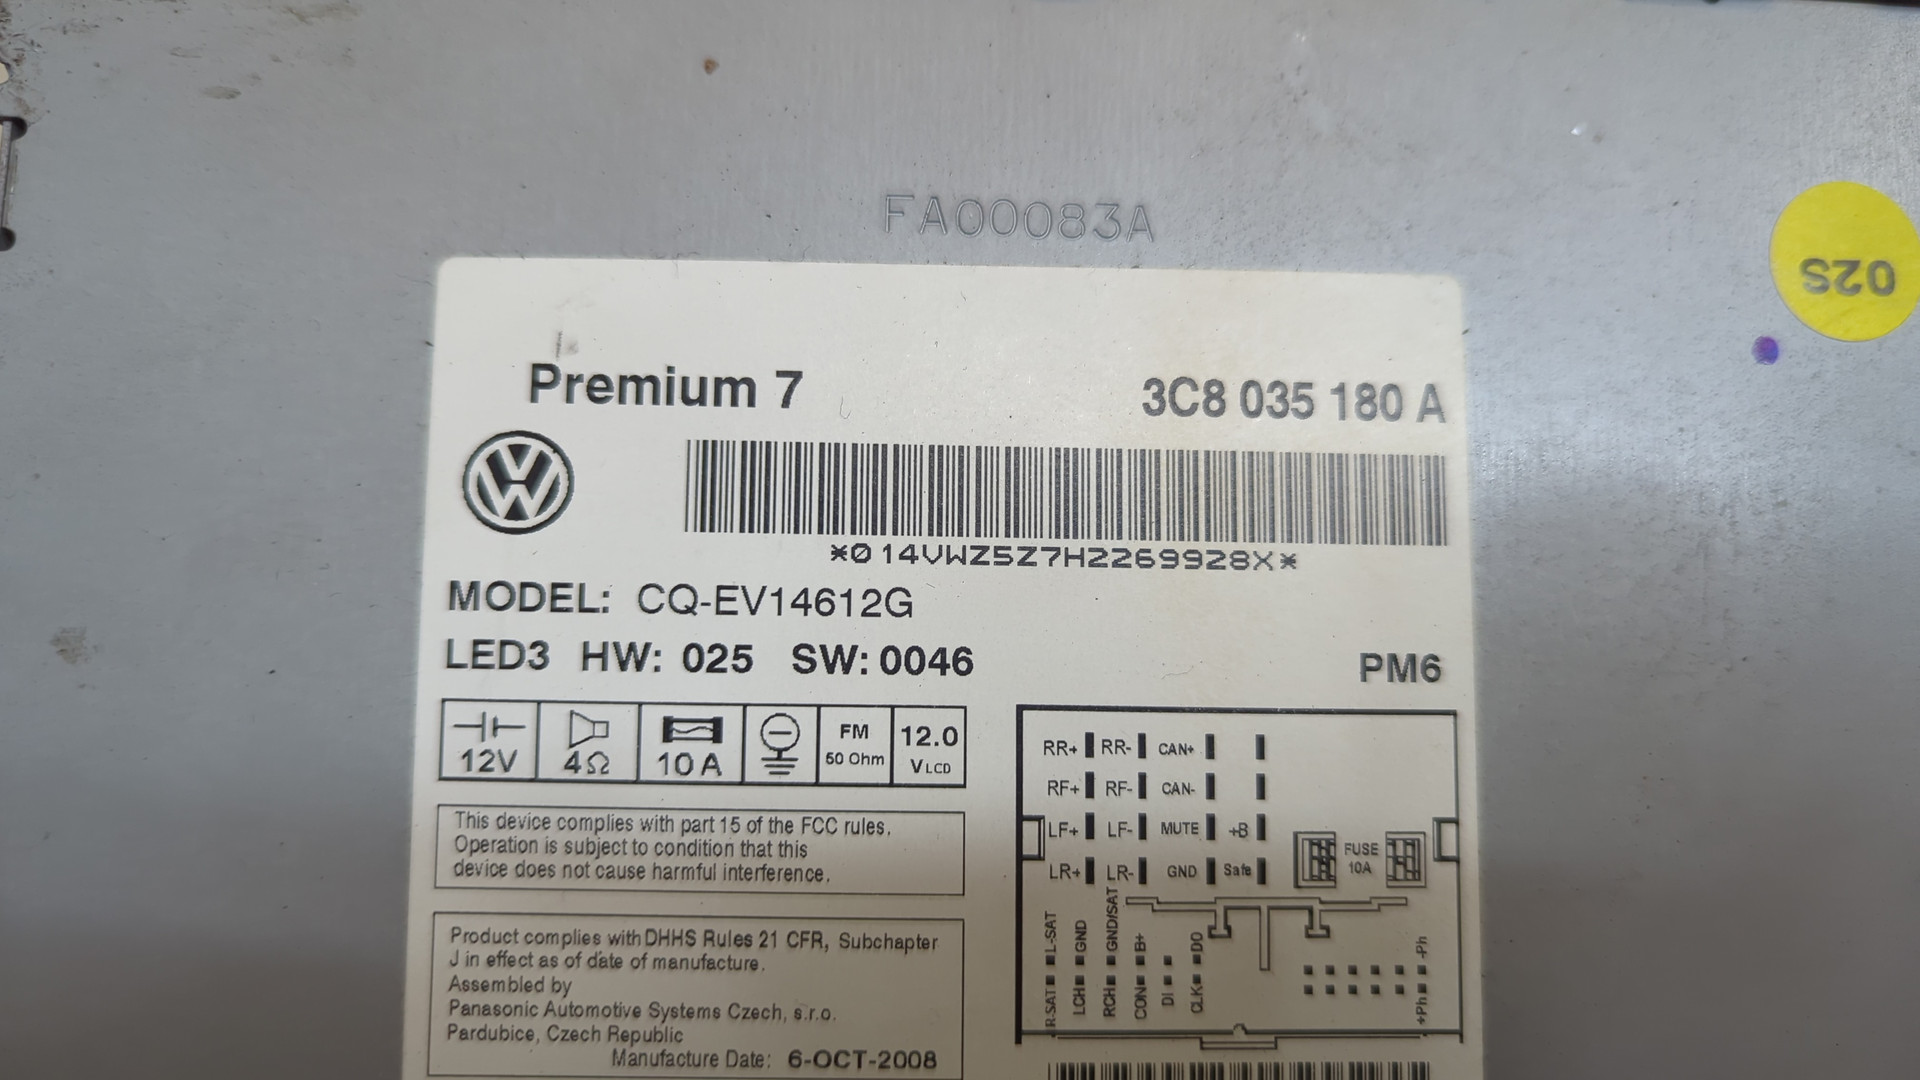 FA00083A
02S
Premium 7 3C8 035 180 A
*014VWZ5Z7H2269928X*
MODEL: CQ-EV14612G
LED3 HW: 025 SW: 0046 PM6
12V 4Ω 10A FM 50 Ohm 12.0 VLCD
This device complies with part 15 of the FCC rules.
Operation is subject to condition that this
device does not cause harmful interference.
Product complies with DHHS Rules 21 CFR, Subchapter
J in effect as of date of manufacture.
Assembled by
Panasonic Automotive Systems Czech, s.r.o.
Pardubice, Czech Republic
Manufacture Date: 6-OCT-2008
RR+ RR- CAN+
RF+ RF- CAN-
LF+ LF- MUTE +B
LR+ LR- GND Safe
FUSE
10A
R-SAT L-SAT
LCH GND
RCH GND/SAT
CON B+
DI
CLK DO
+Ph -Ph